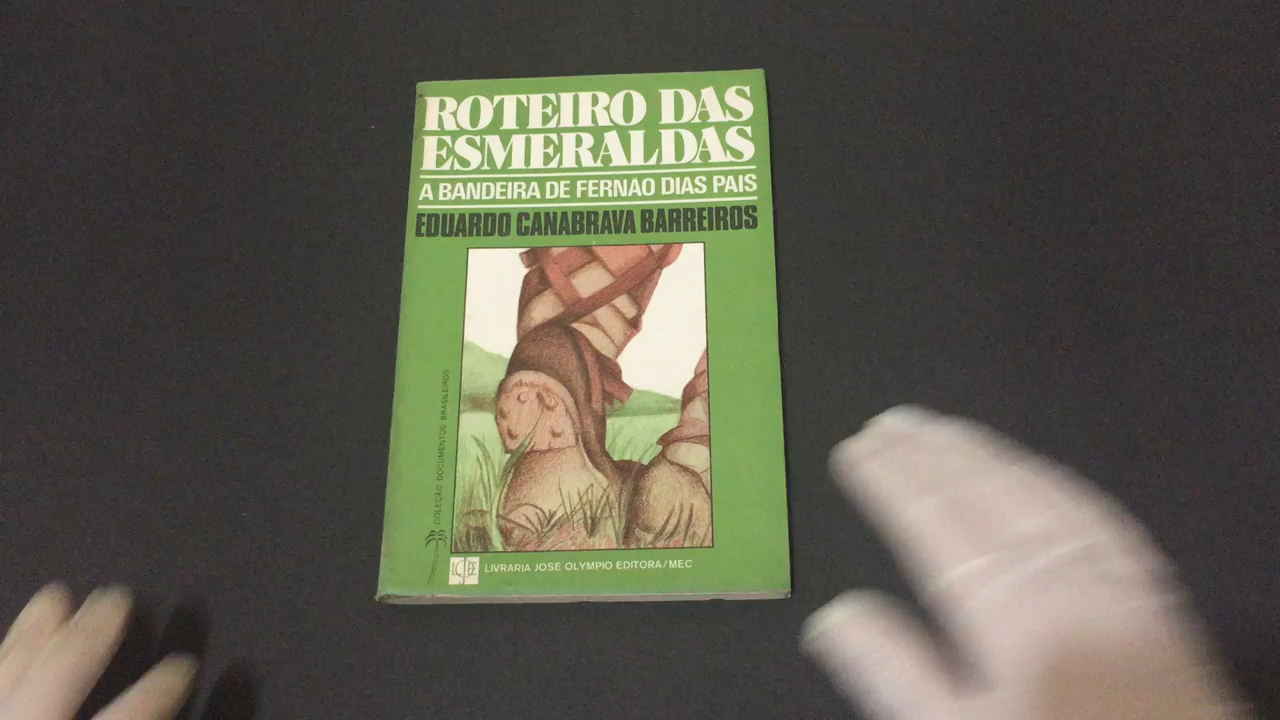 ROTEIRO DAS
ESMERALDAS
A BANDEIRA DE FERNÃO DIAS PAIS
EDUARDO CANABRAVA BARREIROS
COLEÇÃO DOCUMENTOS BRASILEIROS
LIVRARIA JOSÉ OLYMPIO EDITORA/MEC